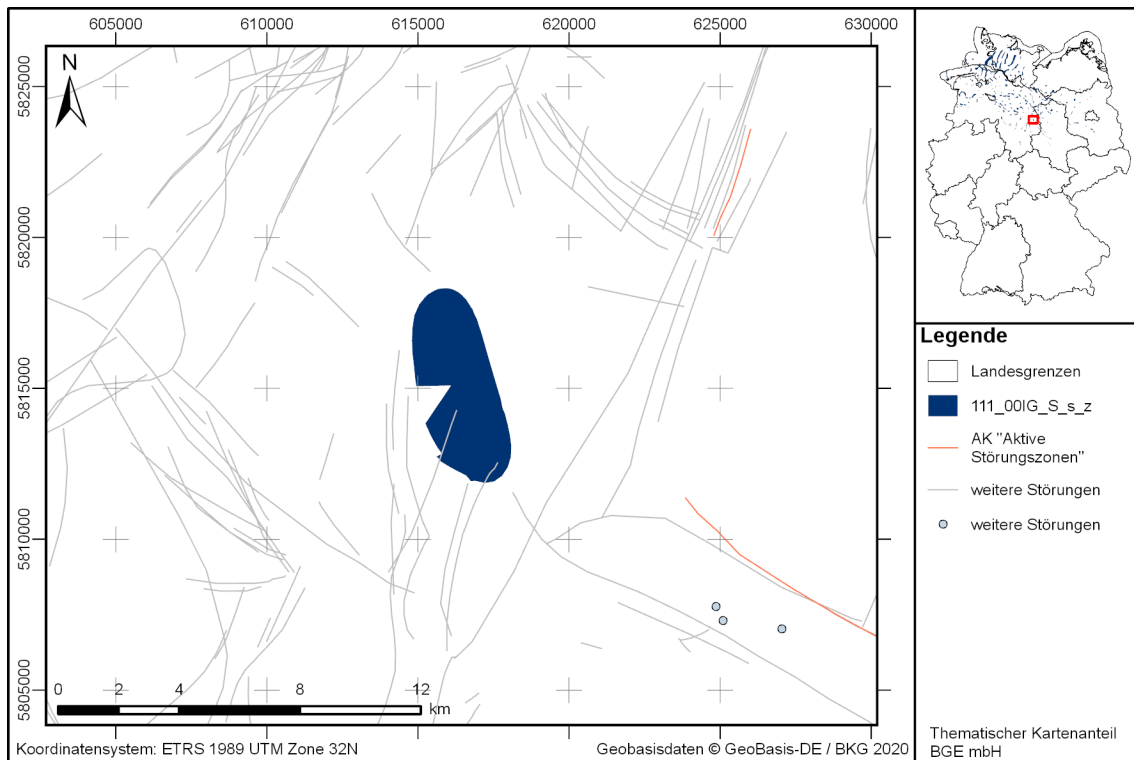 605000
610000
615000
620000
625000
630000
5825000
5820000
5815000
5810000
5805000
N
0
2
4
8
12
km
Koordinatensystem: ETRS 1989 UTM Zone 32N
Geobasisdaten © GeoBasis-DE / BKG 2020
Legende
Landesgrenzen
111_00IG_S_s_z
AK "Aktive
Störungszonen"
weitere Störungen
weitere Störungen
Thematischer Kartenanteil
BGE mbH